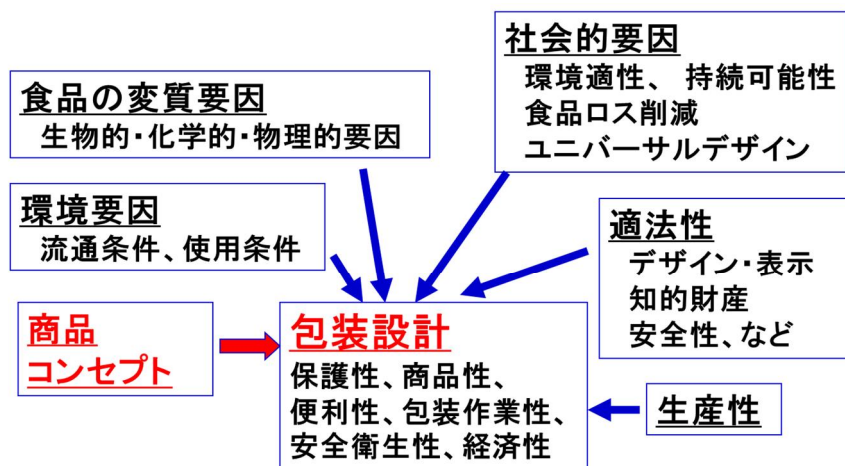 社会的要因
環境適性、 持続可能性
食品ロス削減
ユニバーサルデザイン
食品の変質要因
生物的・化学的・物理的要因
環境要因
流通条件、使用条件
適法性
デザイン・表示
知的財産
安全性、など
商品
コンセプト
包装設計
保護性、商品性、
便利性、包装作業性、
安全衛生性、経済性
生産性